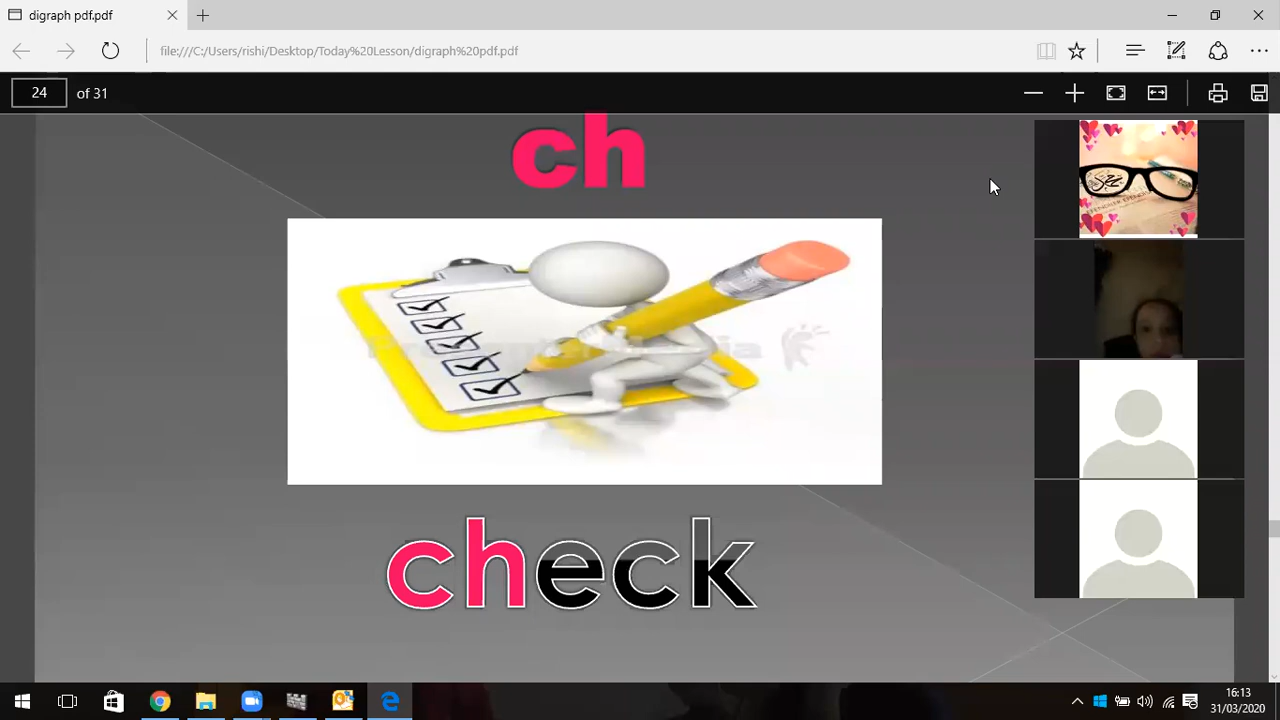 digraph pdf.pdf
file:///C:/Users/rishi/Desktop/Today%20Lesson/digraph%20pdf.pdf
24 of 31
ch
check
16:13
31/03/2020